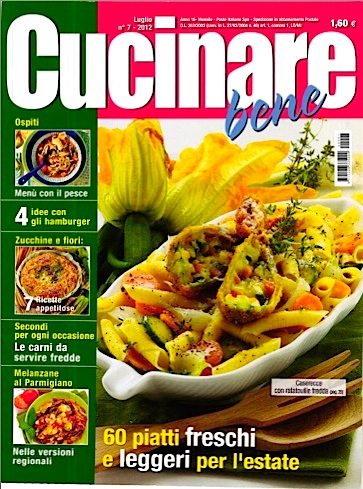 Luglio
n° 7 - 2012
1,60 €
Cucinare
bene
Ospiti
Menù con il pesce
4 idee con
gli hamburger
Zucchine e fiori:
7 Ricette
appetitose
Secondi
per ogni occasione
Le carni da
servire fredde
Melanzane
al Parmigiano
Nelle versioni
regionali
Caserecce
con ratatouille fredda pag. 25
60 piatti freschi
e leggeri per l'estate